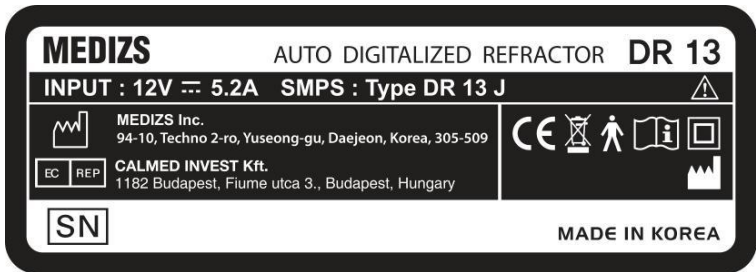 MEDIZS AUTO DIGITALIZED REFRACTOR DR 13
INPUT : 12V ⎓ 5.2A SMPS : Type DR 13 J
MEDIZS Inc.
94-10, Techno 2-ro, Yuseong-gu, Daejeon, Korea, 305-509
EC REP CALMED INVEST Kft.
1182 Budapest, Fiume utca 3., Budapest, Hungary
CE
i
SN
MADE IN KOREA